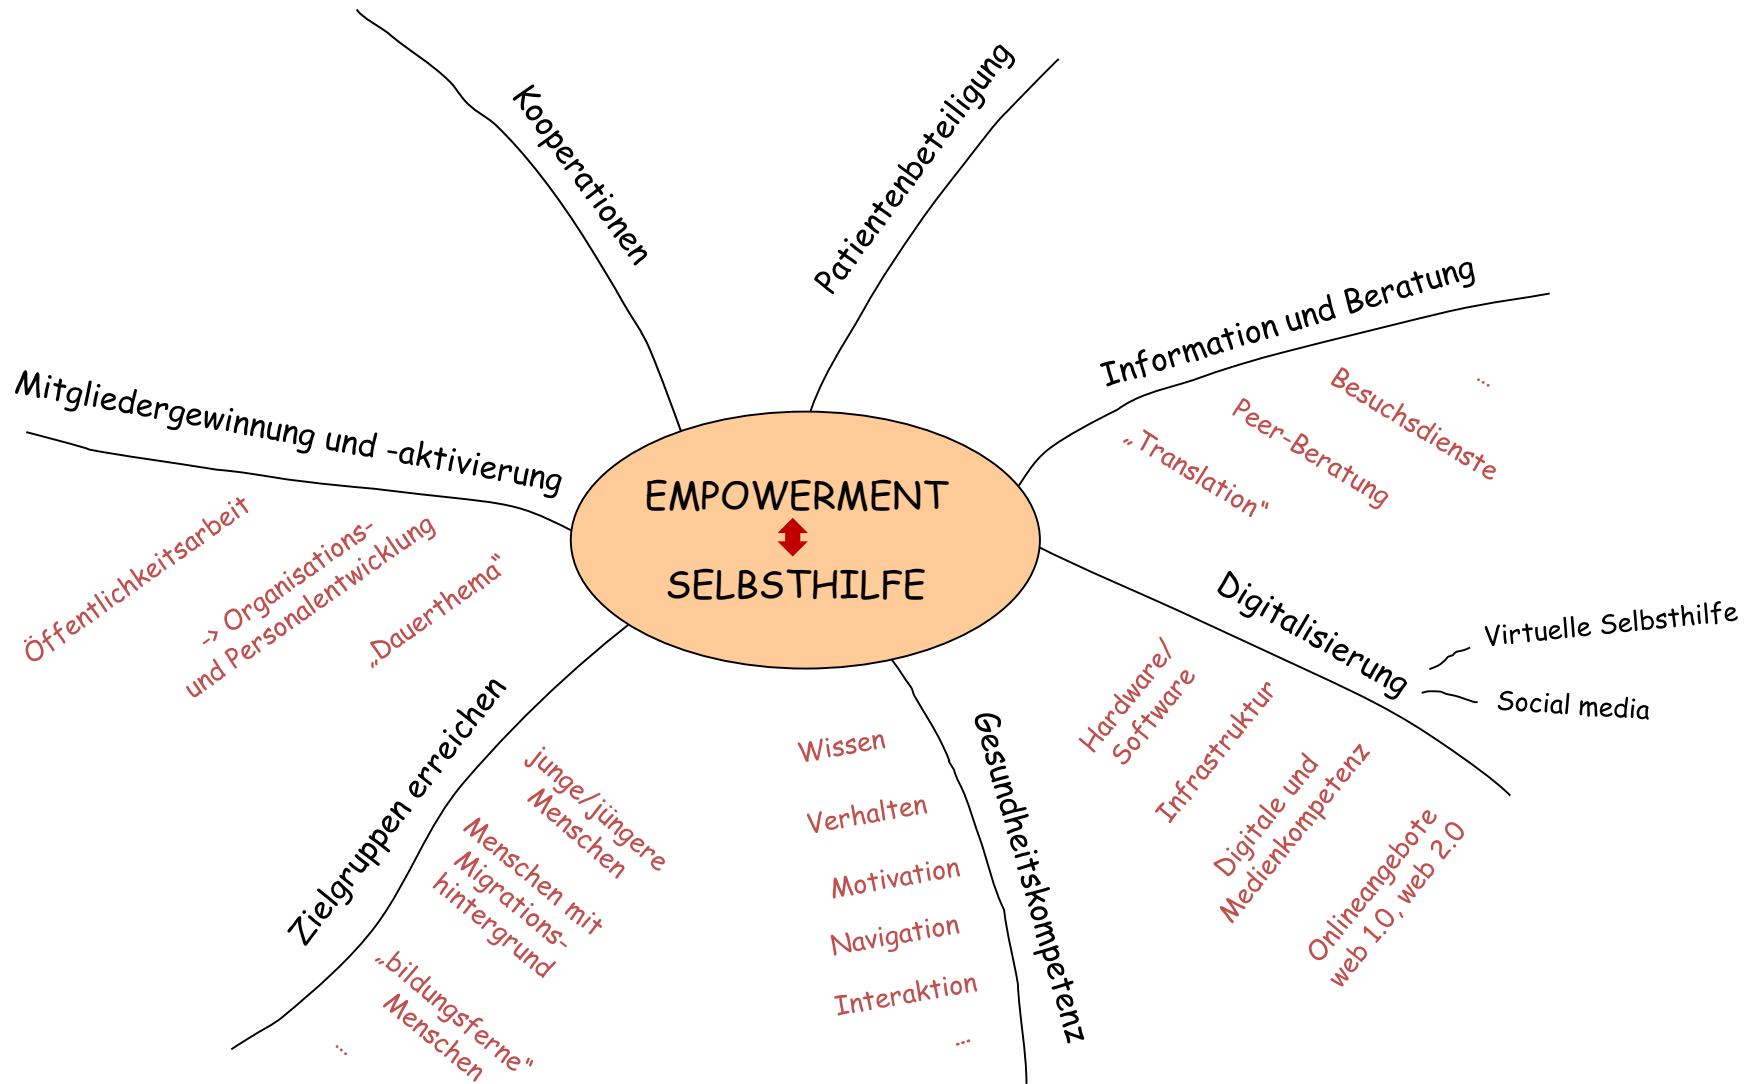 Kooperationen
Patientenbeteiligung
Information und Beratung
„Translation“
Peer-Beratung
Besuchsdienste
...
Mitgliedergewinnung und -aktivierung
Öffentlichkeitsarbeit
-> Organisations-
und Personalentwicklung
„Dauerthema“
EMPOWERMENT
SELBSTHILFE
Digitalisierung
Virtuelle Selbsthilfe
Social media
Hardware/
Software
Infrastruktur
Digitale und
Medienkompetenz
Onlineangebote
web 1.0, web 2.0
Gesundheitskompetenz
Wissen
Verhalten
Motivation
Navigation
Interaktion
...
Zielgruppen erreichen
junge/jüngere
Menschen
Menschen mit
Migrations-
hintergrund
„bildungsferne“
Menschen
...